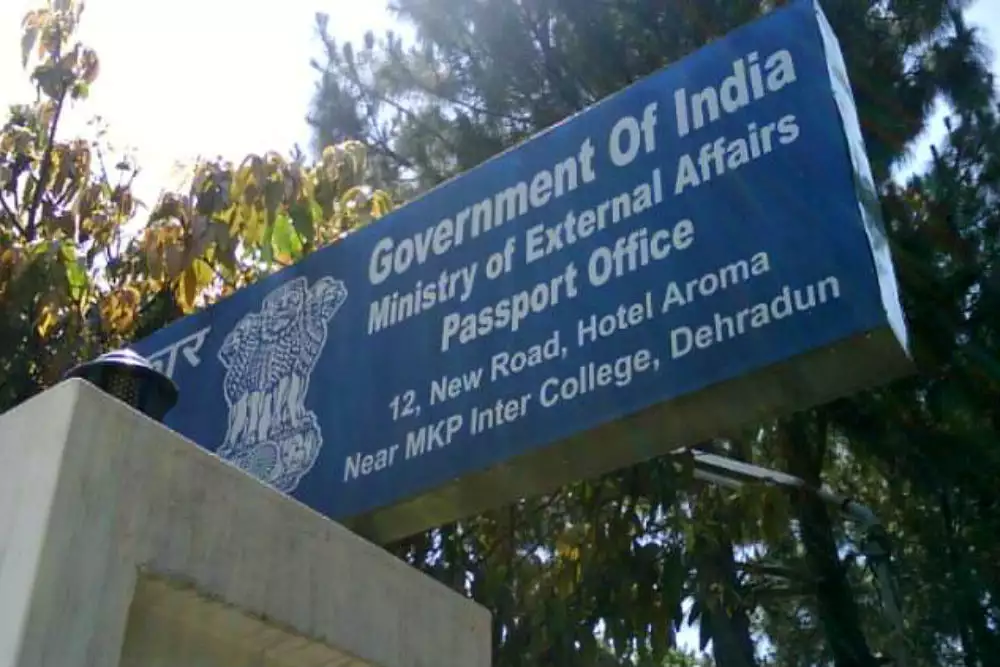 Government Of India
Ministry of External Affairs
Passport Office
12, New Road, Hotel Aroma
Near MKP Inter College, Dehradun